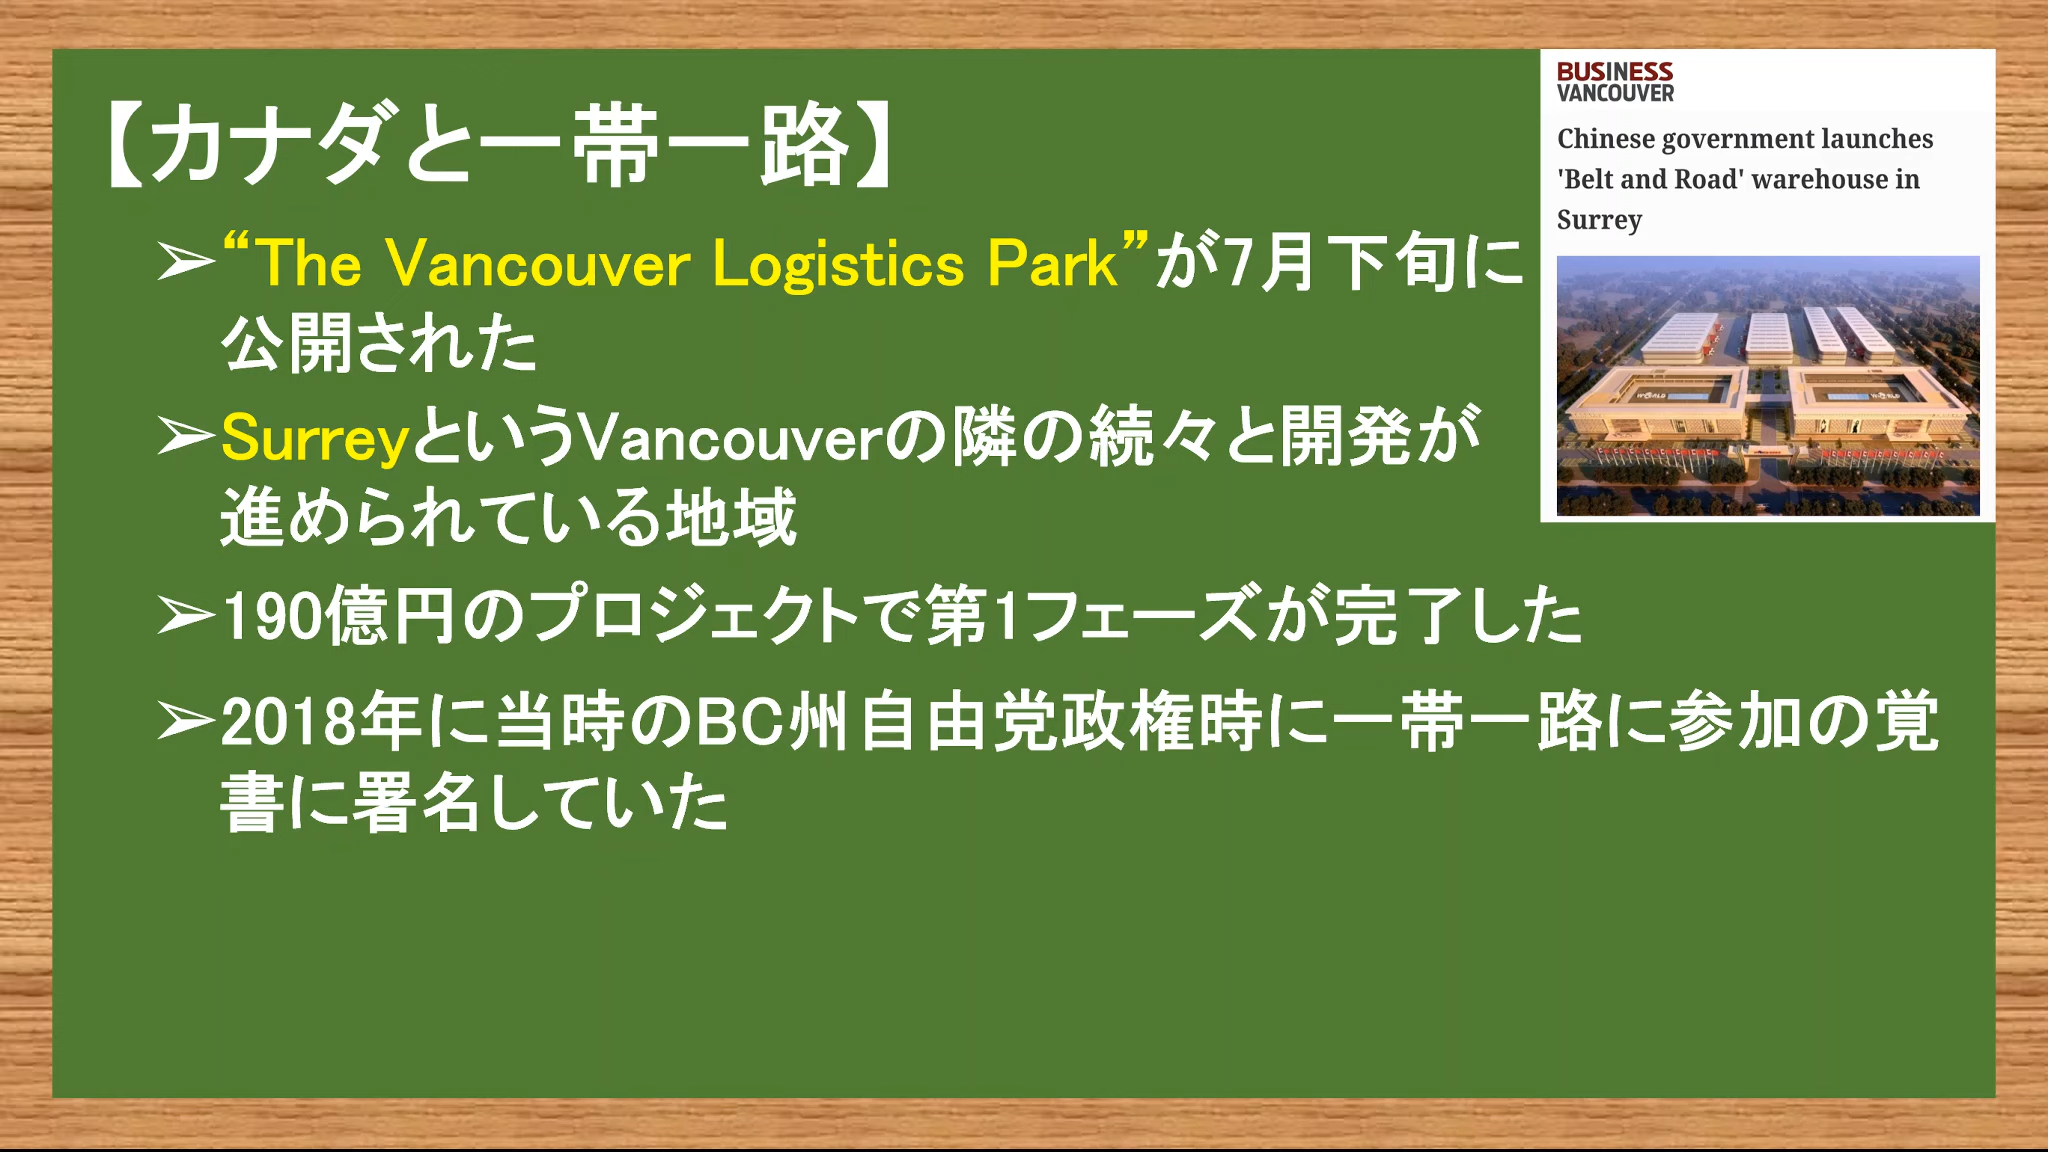 【カナダと一帯一路】
➢“The Vancouver Logistics Park”が7月下旬に
公開された
➢SurreyというVancouverの隣の続々と開発が
進められている地域
➢190億円のプロジェクトで第1フェーズが完了した
➢2018年に当時のBC州自由党政権時に一帯一路に参加の覚
書に署名していた
BUSINESS
VANCOUVER
Chinese government launches
'Belt and Road' warehouse in
Surrey
WORLD
WORLD